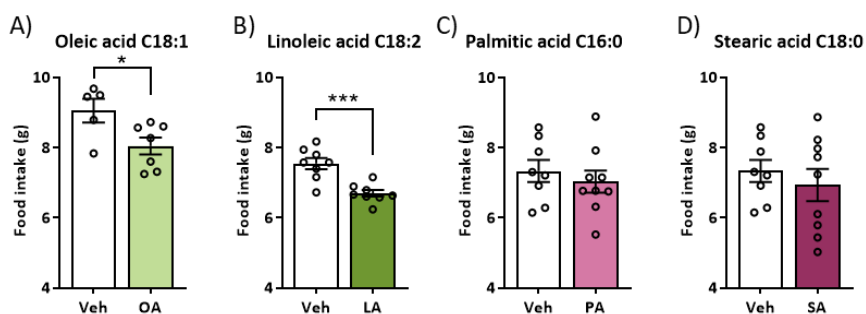 A)
Oleic acid C18:1
*
Food intake (g)
10
8
6
4
Veh OA
B)
Linoleic acid C18:2
***
Food intake (g)
10
8
6
4
Veh LA
C)
Palmitic acid C16:0
Food intake (g)
10
8
6
4
Veh PA
D)
Stearic acid C18:0
Food intake (g)
10
8
6
4
Veh SA